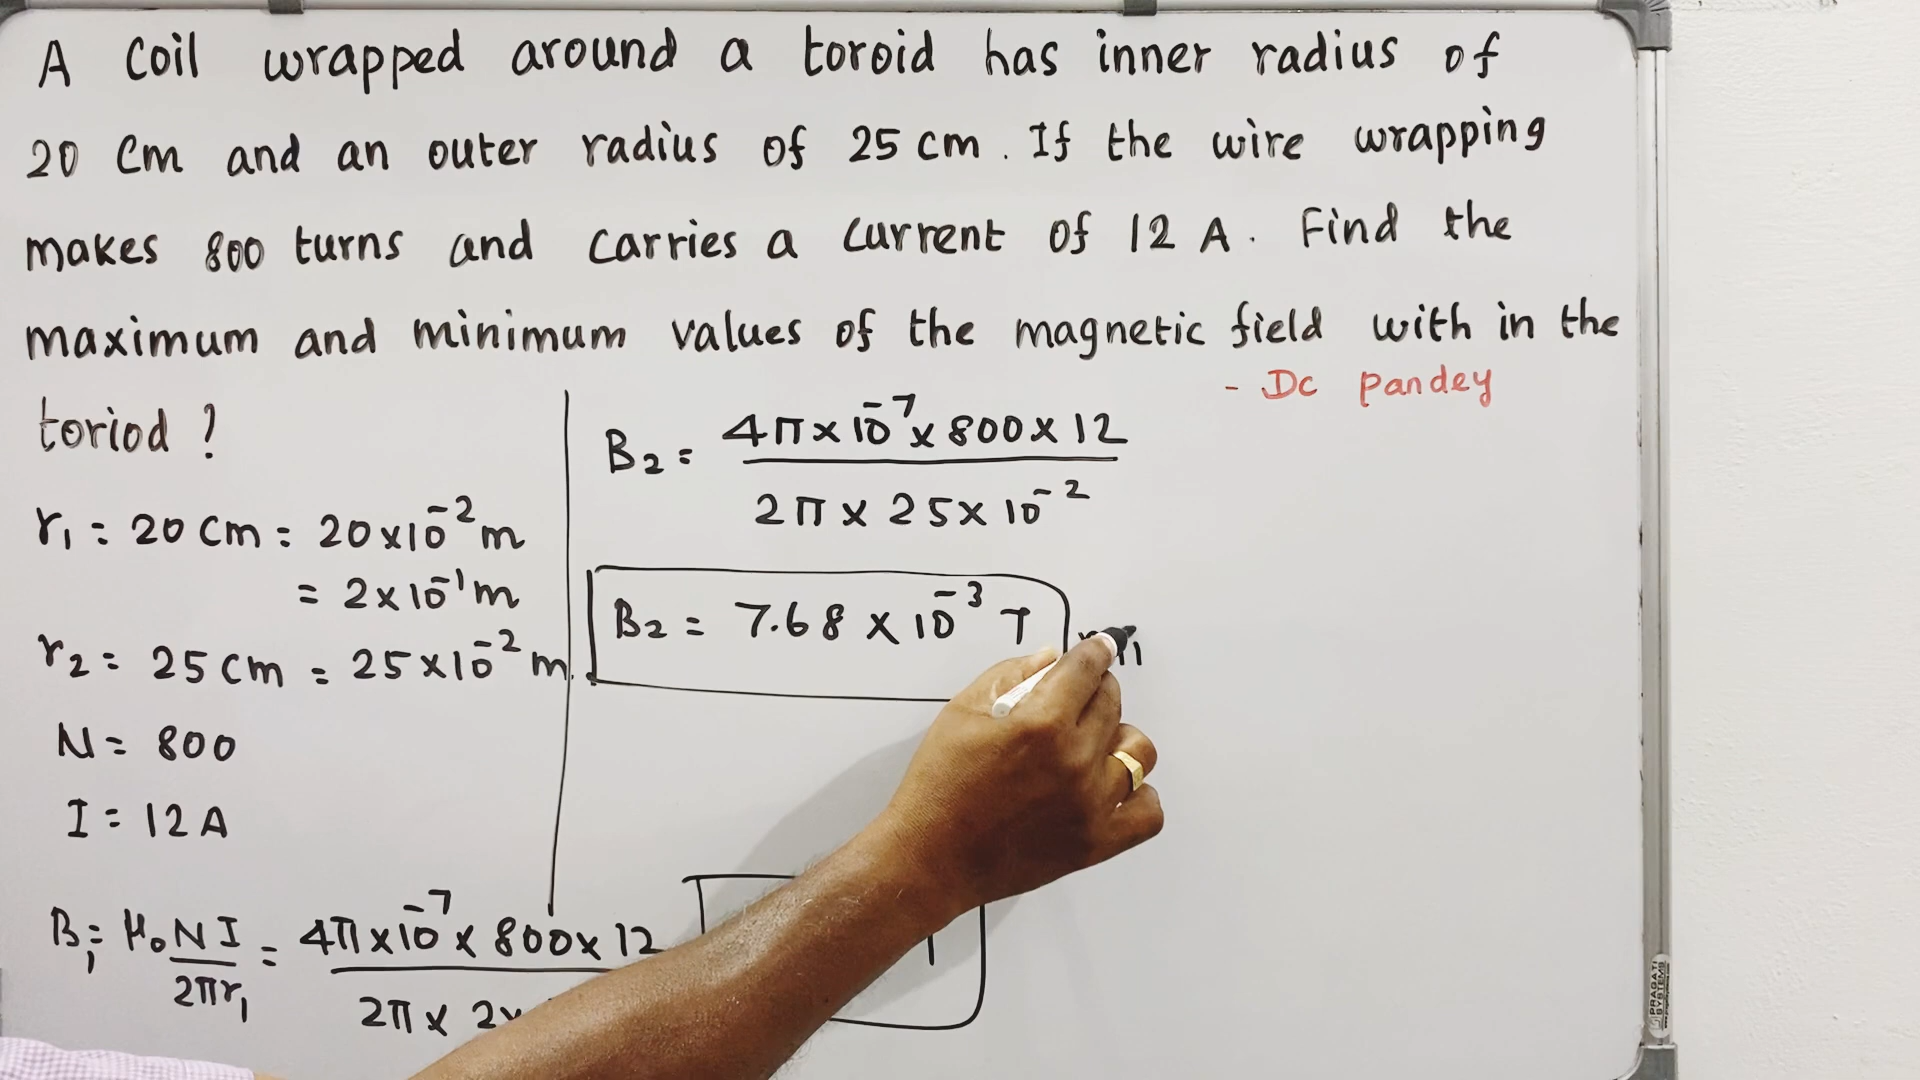 A Coil wrapped around a toroid has inner radius of
20 Cm and an outer radius of 25 cm. If the wire wrapping
makes 800 turns and carries a current of 12 A. Find the
maximum and minimum values of the magnetic field with in the
- Dc pandey
toriod ?
r₁ = 20 Cm = 20×10⁻² m
= 2×10⁻¹ m
r₂ = 25 cm = 25×10⁻² m.
N = 800
I = 12 A
B₁ = μ₀ N I / 2πr₁ = 4π×10⁻⁷ × 800× 12
2π × 2×
B₂ = 4π×10⁻⁷ × 800× 12 / 2π × 25×10⁻²
B₂ = 7.68 × 10⁻³ T
PRAGATI
SYSTEMS